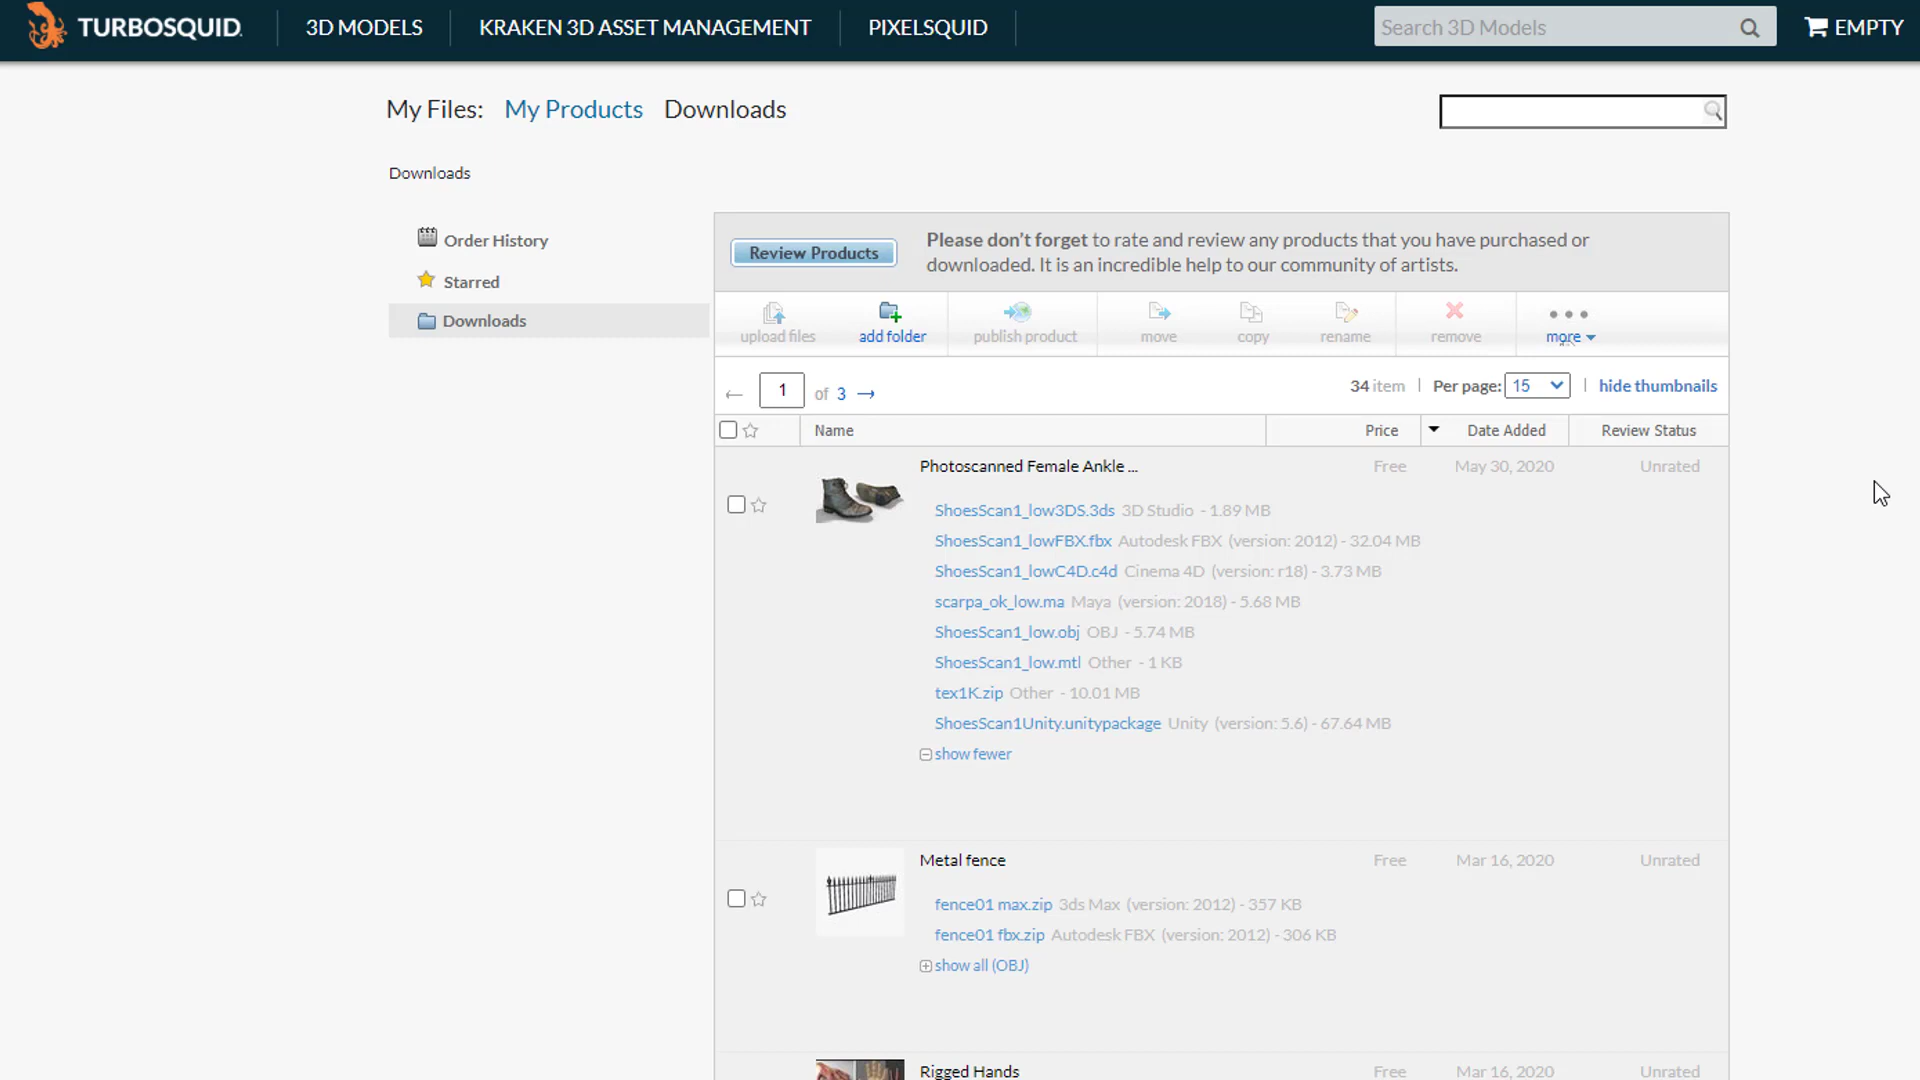 TURBOSQUID 3D MODELS KRAKEN 3D ASSET MANAGEMENT PIXELSQUID Search 3D Models EMPTY
My Files: My Products Downloads
Downloads
Order History
Starred
Downloads
Review Products
Please don't forget to rate and review any products that you have purchased or
downloaded. It is an incredible help to our community of artists.
upload files add folder publish product move copy rename remove more
1 of 3 34 item Per page: 15 hide thumbnails
Name Price Date Added Review Status
Photoscanned Female Ankle ... Free May 30, 2020 Unrated
ShoesScan1_low3DS.3ds 3D Studio - 1.89 MB
ShoesScan1_lowFBX.fbx Autodesk FBX (version: 2012) - 32.04 MB
ShoesScan1_lowC4D.c4d Cinema 4D (version: r18) - 3.73 MB
scarpa_ok_low.ma Maya (version: 2018) - 5.68 MB
ShoesScan1_low.obj OBJ - 5.74 MB
ShoesScan1_low.mtl Other - 1 KB
tex1K.zip Other - 10.01 MB
ShoesScan1Unity.unitypackage Unity (version: 5.6) - 67.64 MB
show fewer
Metal fence Free Mar 16, 2020 Unrated
fence01 max.zip 3ds Max (version: 2012) - 357 KB
fence01 fbx.zip Autodesk FBX (version: 2012) - 306 KB
show all (OBJ)
Rigged Hands Free Mar 16, 2020 Unrated